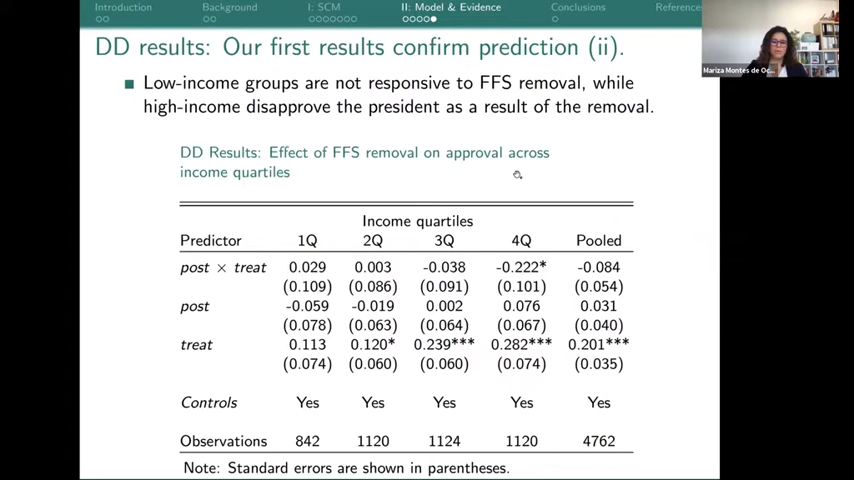 Introduction Background I: SCM II: Model & Evidence Conclusions Reference
DD results: Our first results confirm prediction (ii).
Low-income groups are not responsive to FFS removal, while
high-income disapprove the president as a result of the removal.
DD Results: Effect of FFS removal on approval across
income quartiles
Income quartiles
Predictor 1Q 2Q 3Q 4Q Pooled
post × treat 0.029 0.003 -0.038 -0.222* -0.084
(0.109) (0.086) (0.091) (0.101) (0.054)
post -0.059 -0.019 0.002 0.076 0.031
(0.078) (0.063) (0.064) (0.067) (0.040)
treat 0.113 0.120* 0.239*** 0.282*** 0.201***
(0.074) (0.060) (0.060) (0.074) (0.035)
Controls Yes Yes Yes Yes Yes
Observations 842 1120 1124 1120 4762
Note: Standard errors are shown in parentheses.
Mariza Montes de Oc...